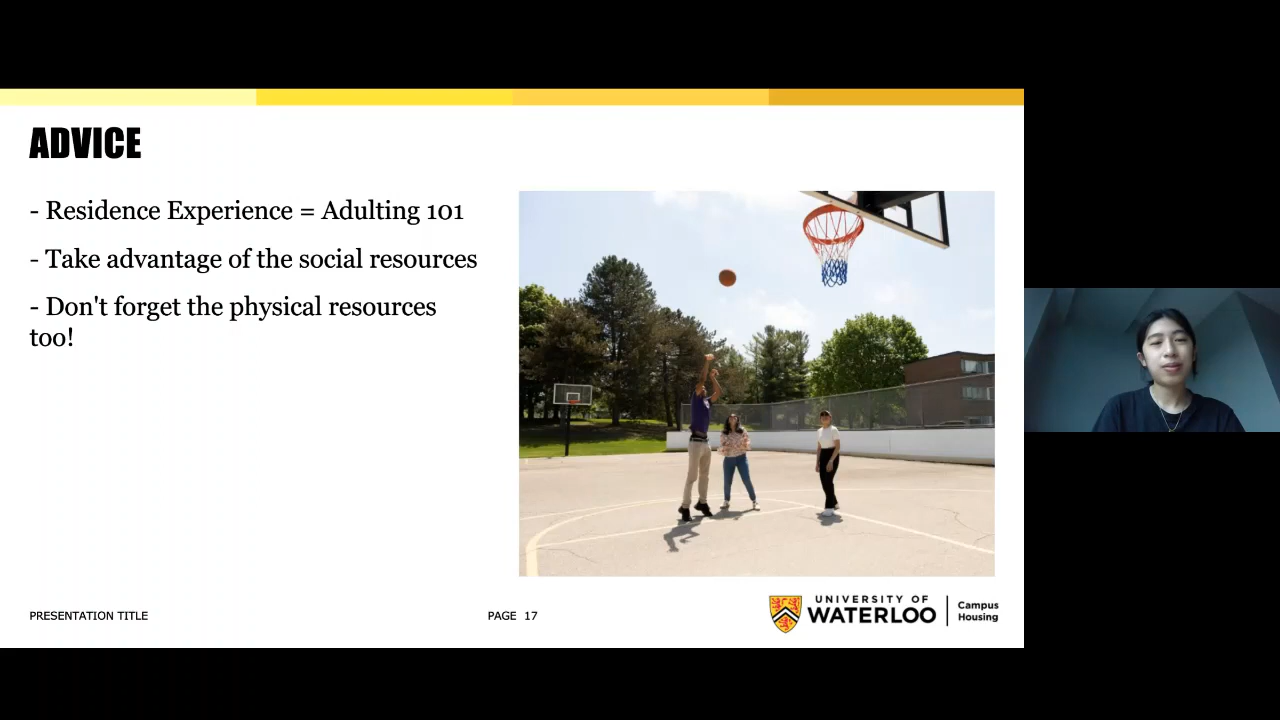 ADVICE
- Residence Experience = Adulting 101
- Take advantage of the social resources
- Don't forget the physical resources
too!
PRESENTATION TITLE
PAGE 17
UNIVERSITY OF
WATERLOO
Campus
Housing